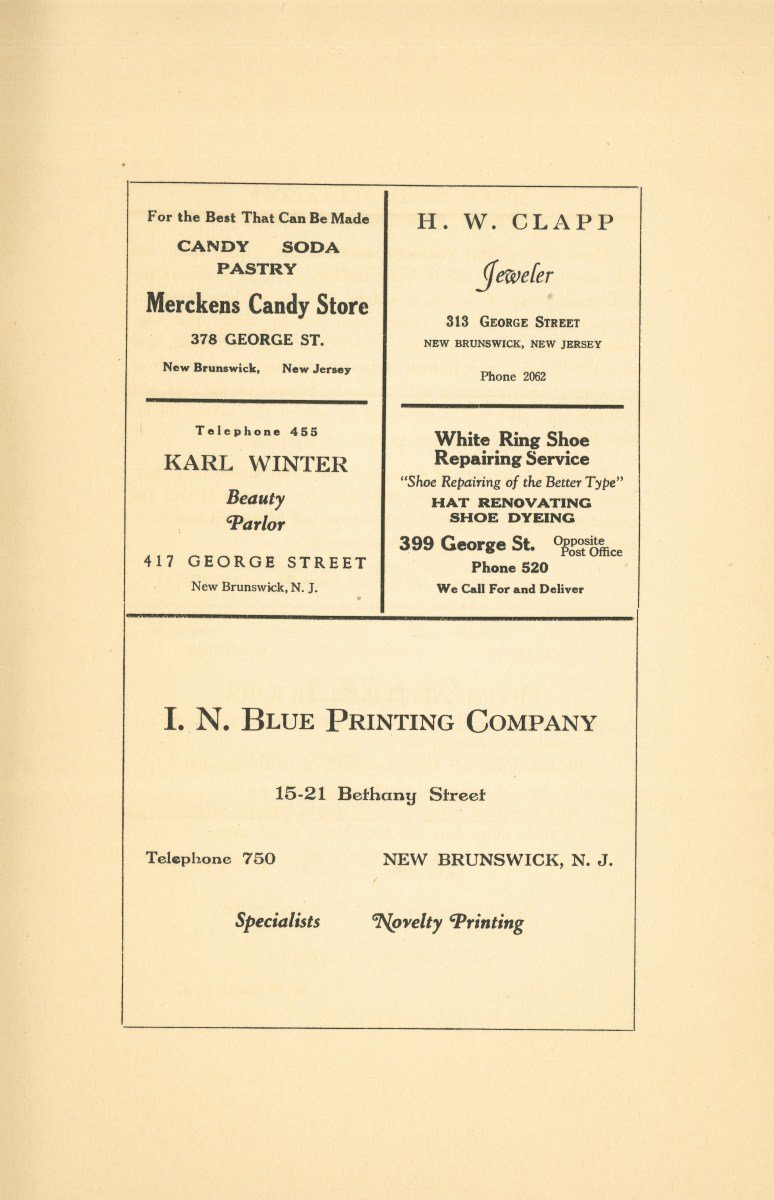 For the Best That Can Be Made
CANDY SODA
PASTRY
Merckens Candy Store
378 GEORGE ST.
New Brunswick, New Jersey
H. W. CLAPP
Jeweler
313 GEORGE STREET
NEW BRUNSWICK, NEW JERSEY
Phone 2062
Telephone 455
KARL WINTER
Beauty
Parlor
417 GEORGE STREET
New Brunswick, N. J.
White Ring Shoe
Repairing Service
"Shoe Repairing of the Better Type"
HAT RENOVATING
SHOE DYEING
399 George St. Opposite
Post Office
Phone 520
We Call For and Deliver
I. N. BLUE PRINTING COMPANY
15-21 Bethany Street
Telephone 750 NEW BRUNSWICK, N. J.
Specialists Novelty Printing